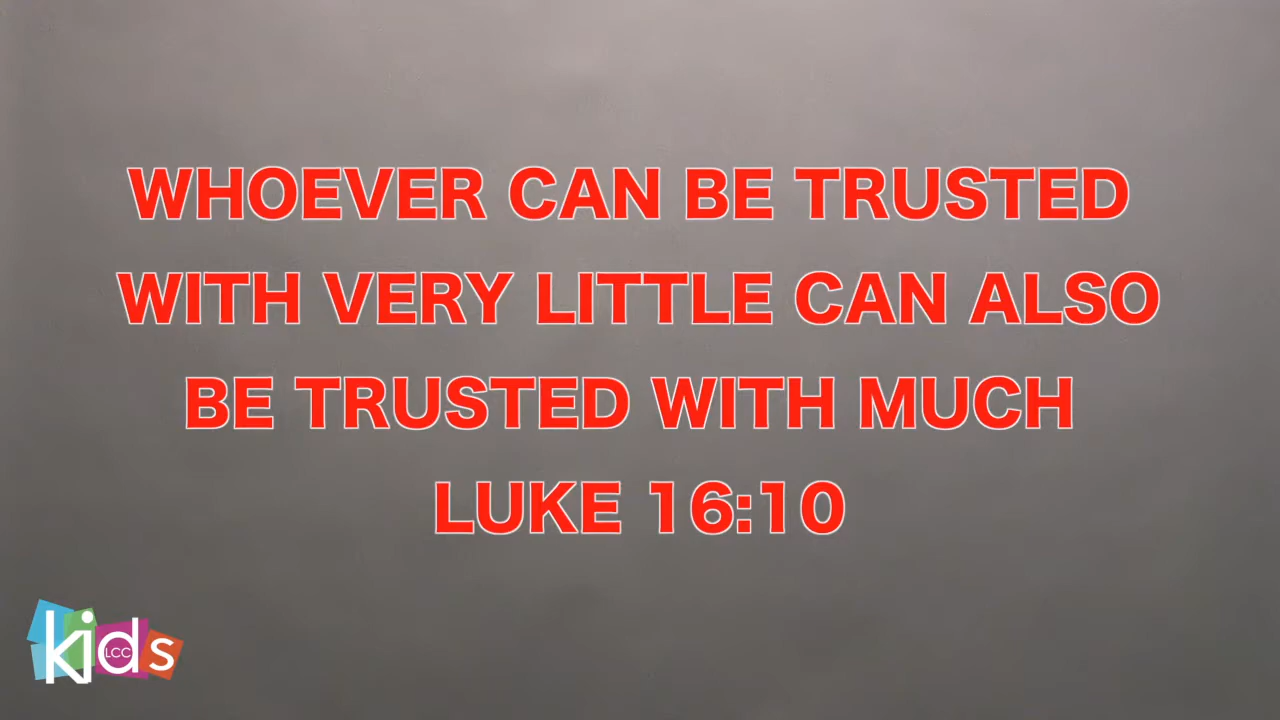 WHOEVER CAN BE TRUSTED
WITH VERY LITTLE CAN ALSO
BE TRUSTED WITH MUCH
LUKE 16:10
kids
LCC